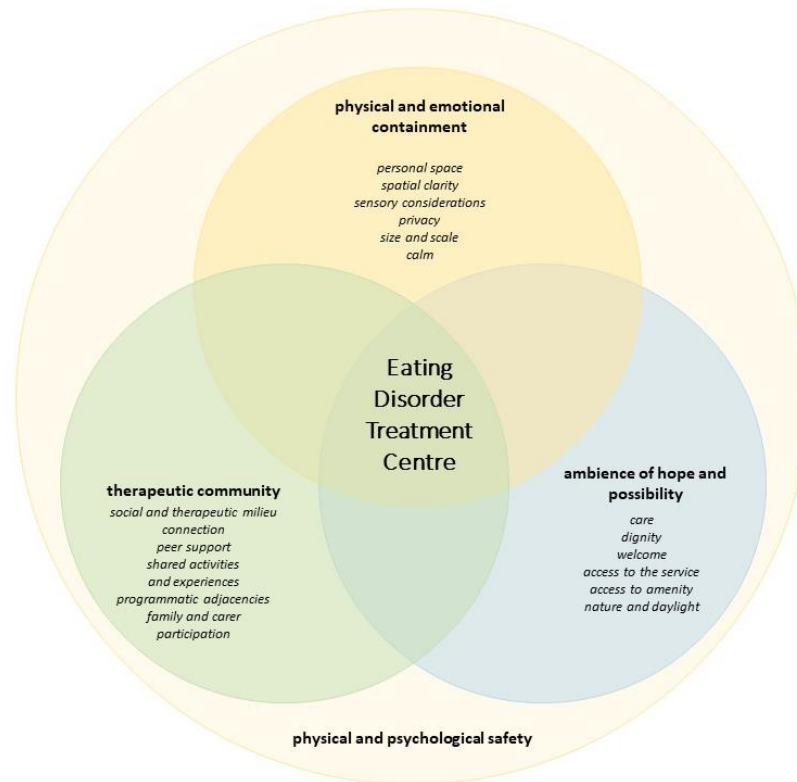 physical and emotional
containment
personal space
spatial clarity
sensory considerations
privacy
size and scale
calm
Eating
Disorder
Treatment
Centre
therapeutic community
social and therapeutic milieu
connection
peer support
shared activities
and experiences
programmatic adjacencies
family and carer
participation
ambience of hope and
possibility
care
dignity
welcome
access to the service
access to amenity
nature and daylight
physical and psychological safety